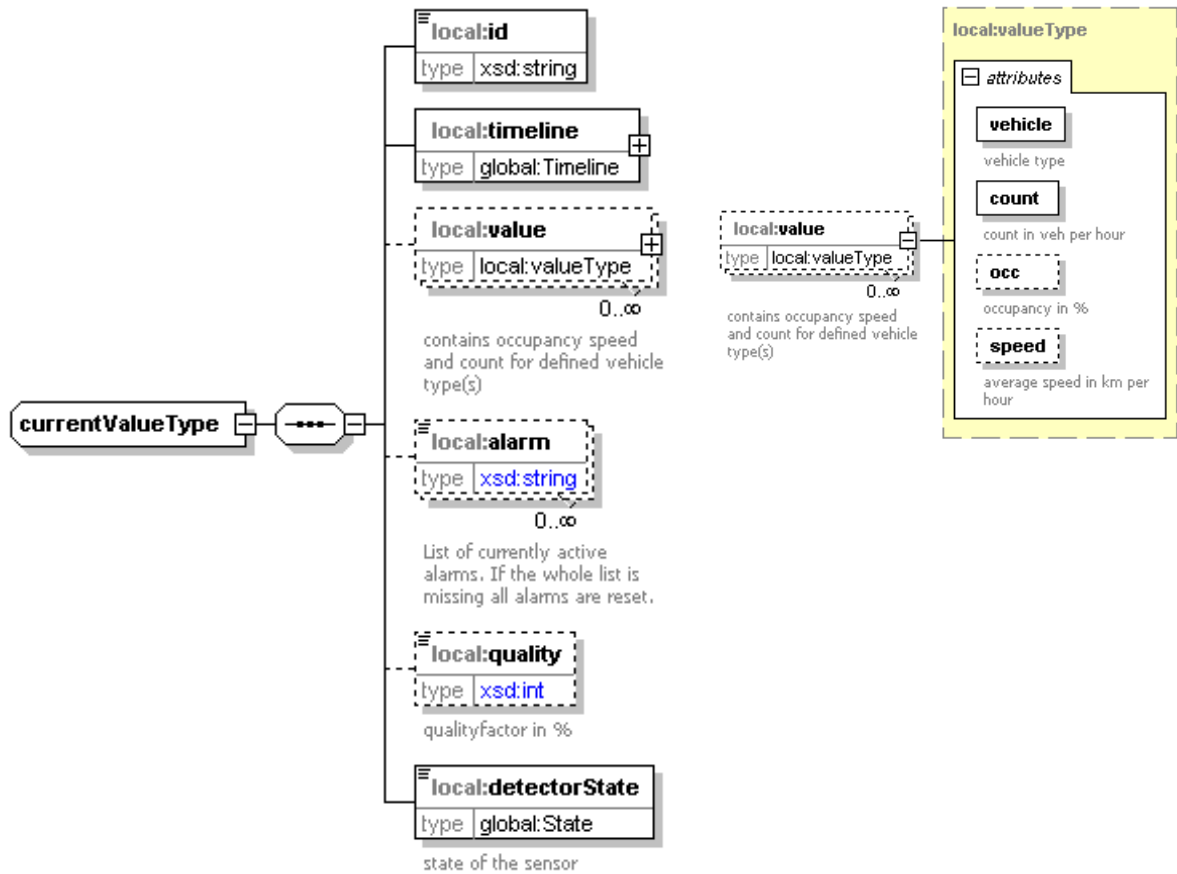 local:id
type xsd:string
local:timeline
type global:Timeline
local:value
type local:valueType
0..∞
contains occupancy speed
and count for defined vehicle
type(s)
currentValueType
local:alarm
type xsd:string
0..∞
List of currently active
alarms. If the whole list is
missing all alarms are reset.
local:quality
type xsd:int
qualityfactor in %
local:detectorState
type global:State
state of the sensor
local:value
type local:valueType
0..∞
contains occupancy speed
and count for defined vehicle
type(s)
local:valueType
attributes
vehicle
vehicle type
count
count in veh per hour
occ
occupancy in %
speed
average speed in km per
hour